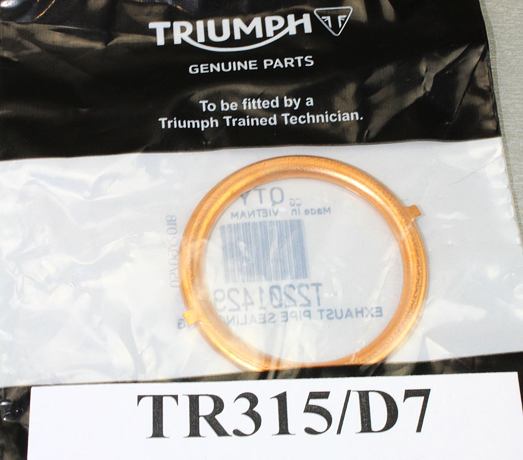 TRIUMPH
GENUINE PARTS
To be fitted by a
Triumph Trained Technician.
QTY
CG
Made in VIETNAM
T2201429
EXHAUST PIPE SEALING
TR315/D7